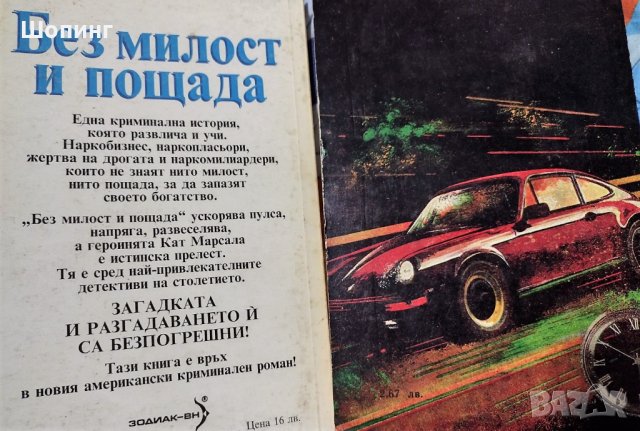 Шопинг
Без милост
и пощада
Една криминална история,
която развлича и учи.
Наркобизнес, наркопласьори,
жертва на дрогата и наркомилиардери,
които не знаят нито милост,
нито пощада, за да запазят
своето богатство.
„Без милост и пощада“ ускорява пулса,
напряга, развеселява,
а героинята Кат Марсала
е истинска прелест.
Тя е сред най-привлекателните
детективи на столетието.
ЗАГАДКАТА
И РАЗГАДАВАНЕТО Ѝ
СА БЕЗПОГРЕШНИ!
Тази книга е връх
в новия американски криминален роман!
ЗОДИАК-ВН
Цена 16 лв.
2,67 лв.
BAZAR